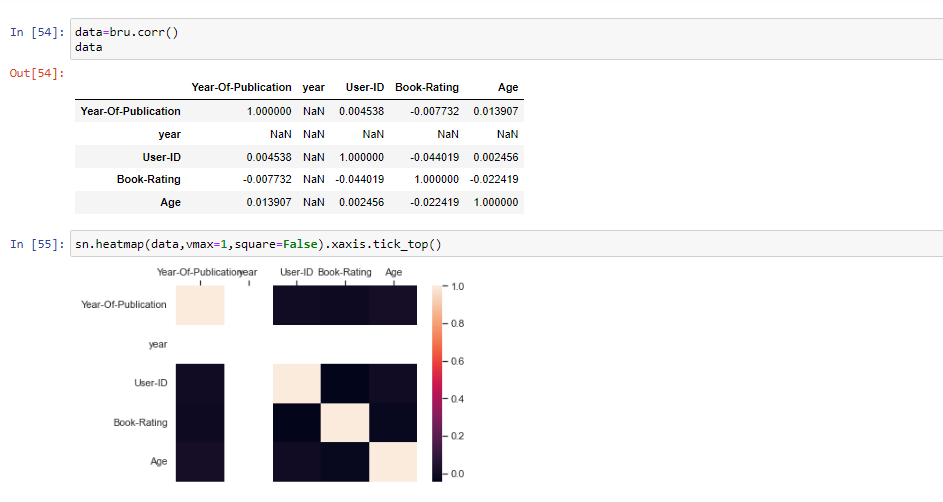 In [54]: data=bru.corr()
data
Out[54]:
Year-Of-Publication year User-ID Book-Rating Age
Year-Of-Publication 1.000000 NaN 0.004538 -0.007732 0.013907
year NaN NaN NaN NaN NaN
User-ID 0.004538 NaN 1.000000 -0.044019 0.002456
Book-Rating -0.007732 NaN -0.044019 1.000000 -0.022419
Age 0.013907 NaN 0.002456 -0.022419 1.000000
In [55]: sn.heatmap(data,vmax=1,square=False).xaxis.tick_top()
Year-Of-Publication year User-ID Book-Rating Age
1.0
Year-Of-Publication
0.8
year
0.6
User-ID
0.4
Book-Rating
0.2
Age
0.0